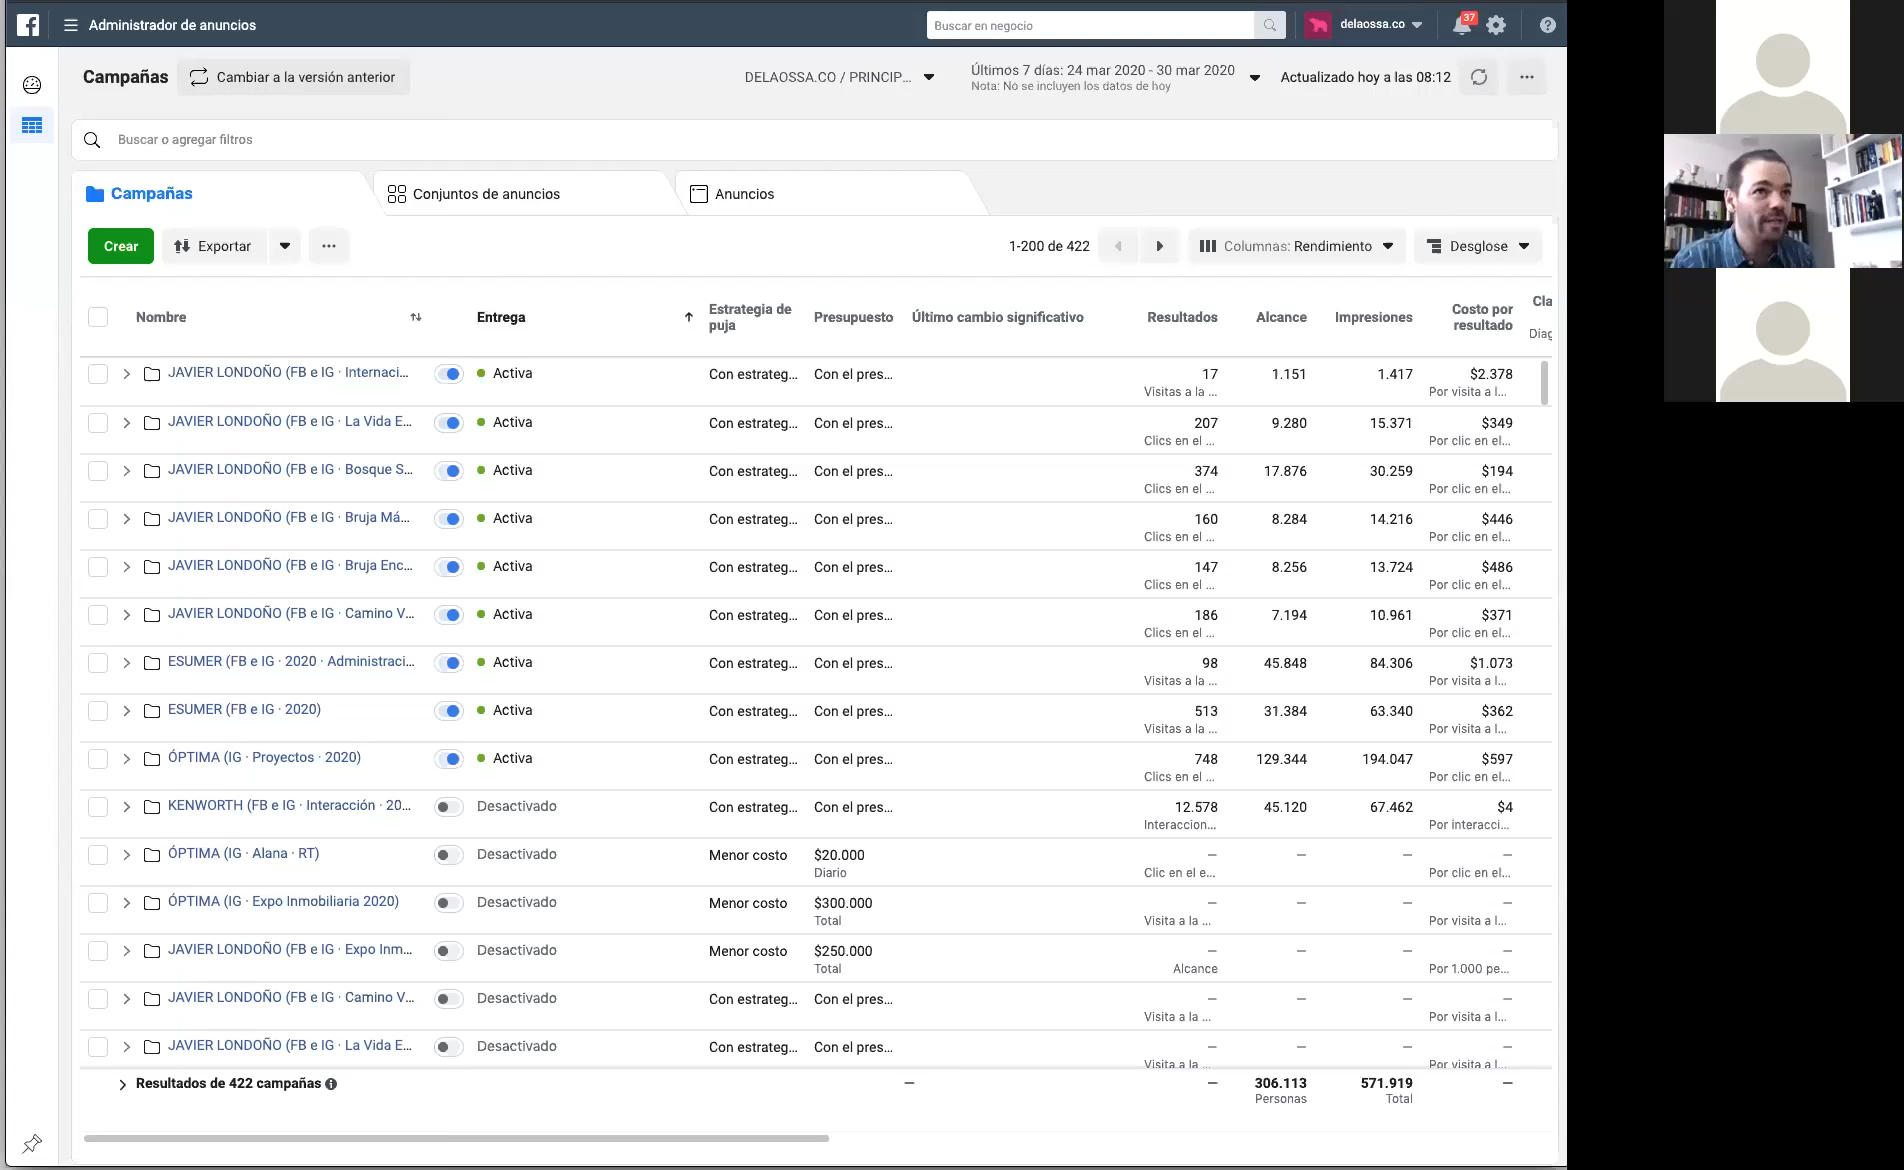 Administrador de anuncios
Buscar en negocio
delaossa.co
37
Campañas
Cambiar a la versión anterior
DELAOSSA.CO / PRINCIP...
Últimos 7 días: 24 mar 2020 - 30 mar 2020
Nota: No se incluyen los datos de hoy
Actualizado hoy a las 08:12
Buscar o agregar filtros
Campañas
Conjuntos de anuncios
Anuncios
Crear
Exportar
1-200 de 422
Columnas: Rendimiento
Desglose
Nombre Entrega Estrategia de puja Presupuesto Último cambio significativo Resultados Alcance Impresiones Costo por resultado Cla
Diag
JAVIER LONDOÑO (FB e IG · Internaci... Activa Con estrateg... Con el pres... 17 1.151 1.417 $2.378
Visitas a la ... Por visita a l...
JAVIER LONDOÑO (FB e IG · La Vida E... Activa Con estrateg... Con el pres... 207 9.280 15.371 $349
Clics en el ... Por clic en el...
JAVIER LONDOÑO (FB e IG · Bosque S... Activa Con estrateg... Con el pres... 374 17.876 30.259 $194
Clics en el ... Por clic en el...
JAVIER LONDOÑO (FB e IG · Bruja Má... Activa Con estrateg... Con el pres... 160 8.284 14.216 $446
Clics en el ... Por clic en el...
JAVIER LONDOÑO (FB e IG · Bruja Enc... Activa Con estrateg... Con el pres... 147 8.256 13.724 $486
Clics en el ... Por clic en el...
JAVIER LONDOÑO (FB e IG · Camino V... Activa Con estrateg... Con el pres... 186 7.194 10.961 $371
Clics en el ... Por clic en el...
ESUMER (FB e IG · 2020 · Administraci... Activa Con estrateg... Con el pres... 98 45.848 84.306 $1.073
Visitas a la ... Por visita a l...
ESUMER (FB e IG · 2020) Activa Con estrateg... Con el pres... 513 31.384 63.340 $362
Visitas a la ... Por visita a l...
ÓPTIMA (IG · Proyectos · 2020) Activa Con estrateg... Con el pres... 748 129.344 194.047 $597
Clics en el ... Por clic en el...
KENWORTH (FB e IG · Interacción · 20... Desactivado Con estrateg... Con el pres... 12.578 45.120 67.462 $4
Interaccion... Por interacci...
ÓPTIMA (IG · Alana · RT) Desactivado Menor costo $20.000 — — — —
Diario Clic en el e... Por clic en el...
ÓPTIMA (IG · Expo Inmobiliaria 2020) Desactivado Menor costo $300.000 — — — —
Total Visita a la ... Por visita a l...
JAVIER LONDOÑO (FB e IG · Expo Inm... Desactivado Menor costo $250.000 — — — —
Total Alcance Por 1.000 pe...
JAVIER LONDOÑO (FB e IG · Camino V... Desactivado Con estrateg... Con el pres... — — — —
Visita a la ... Por visita a l...
JAVIER LONDOÑO (FB e IG · La Vida E... Desactivado Con estrateg... Con el pres... — — — —
Visita a la ... Por visita a l...
Resultados de 422 campañas — — 306.113 571.919 —
Personas Total